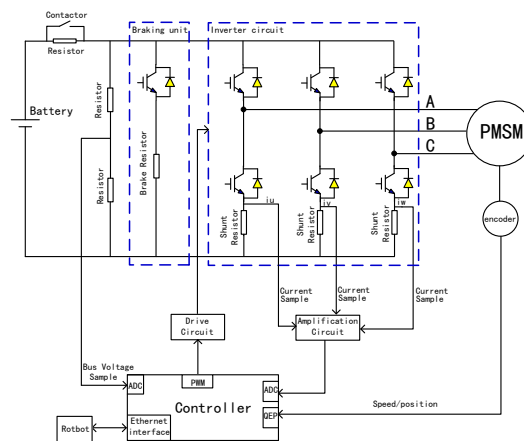 Contactor
Resistor
Braking unit
Inverter circuit
Battery
Resistor
Resistor
Brake Resistor
A
B
C
PMSM
encoder
iu
iv
iw
Shunt
Resistor
Shunt
Resistor
Shunt
Resistor
Current
Sample
Current
Sample
Current
Sample
Drive
Circuit
Amplification
Circuit
Bus Voltage
Sample
ADC
PWM
ADC
Controller
QEP
Speed/position
Ethernet
interface
Rotbot